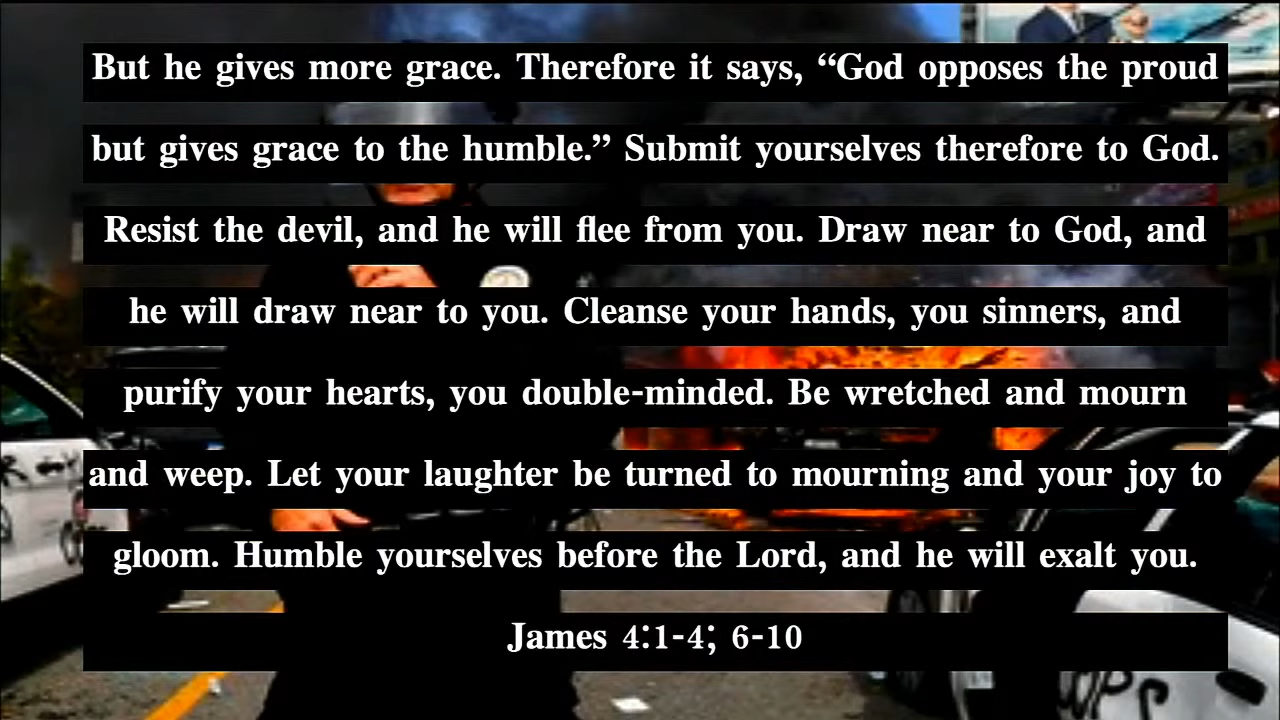 But he gives more grace. Therefore it says, “God opposes the proud
but gives grace to the humble.” Submit yourselves therefore to God.
Resist the devil, and he will flee from you. Draw near to God, and
he will draw near to you. Cleanse your hands, you sinners, and
purify your hearts, you double-minded. Be wretched and mourn
and weep. Let your laughter be turned to mourning and your joy to
gloom. Humble yourselves before the Lord, and he will exalt you.
James 4:1-4; 6-10